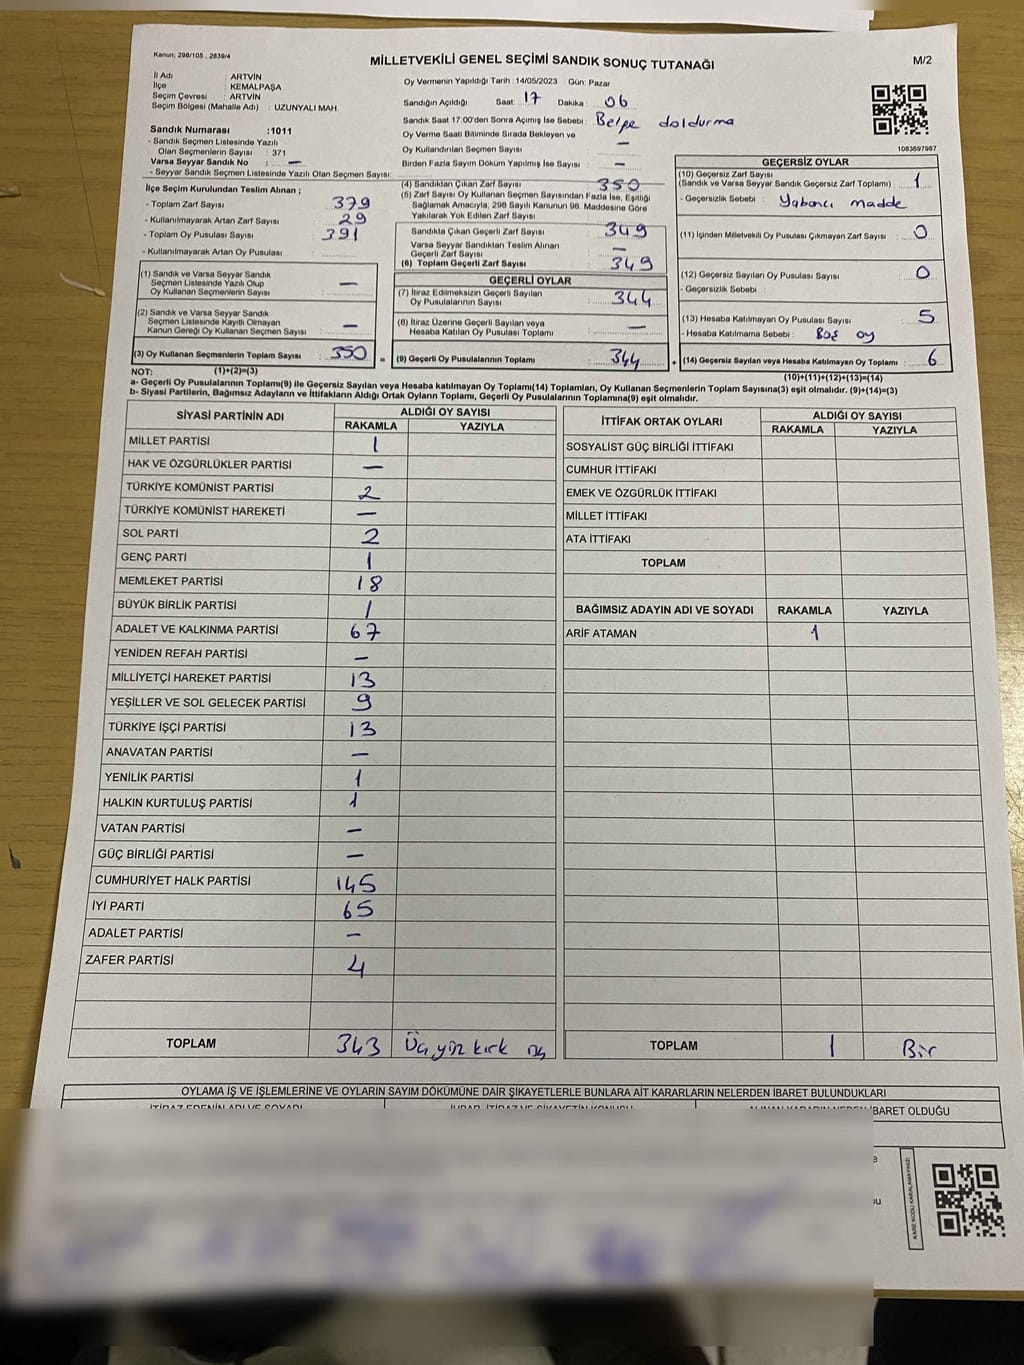 Kanun; 298/105 , 2839/4
MİLLETVEKİLİ GENEL SEÇİMİ SANDIK SONUÇ TUTANAĞI
M/2
İl Adı : ARTVİN
İlçe : KEMALPAŞA
Seçim Çevresi : ARTVİN
Seçim Bölgesi (Mahalle Adı) : UZUNYALI MAH.
Sandık Numarası :1011
- Sandık Seçmen Listesinde Yazılı
Olan Seçmenlerin Sayısı : 371
Varsa Seyyar Sandık No : —
- Seyyar Sandık Seçmen Listesinde Yazılı Olan Seçmen Sayısı:
Oy Vermenin Yapıldığı Tarih :14/05/2023 Gün: Pazar
Sandığın Açıldığı Saat: 17 Dakika : 06
Sandık Saat 17:00'den Sonra Açımış İse Sebebi : Belge doldurma
Oy Verme Saati Bitiminde Sırada Bekleyen ve
Oy Kullandırılan Seçmen Sayısı : —
Birden Fazla Sayım Döküm Yapılmış İse Sayısı : —
1083697987
İlçe Seçim Kurulundan Teslim Alınan ;
- Toplam Zarf Sayısı : 379
- Kullanılmayarak Artan Zarf Sayısı : 29
- Toplam Oy Pusulası Sayısı : 391
- Kullanılmayarak Artan Oy Pusulası :
(1) Sandık ve Varsa Seyyar Sandık
Seçmen Listesinde Yazılı Olup
Oy Kullanan Seçmenlerin Sayısı : —
(2) Sandık ve Varsa Seyyar Sandık
Seçmen Listesinde Kayıtlı Olmayan
Kanun Gereği Oy Kullanan Seçmen Sayısı : —
(3) Oy Kullanan Seçmenlerin Toplam Sayısı : 350
(1)+(2)=(3)
(4) Sandıktan Çıkan Zarf Sayısı : 350
(5) Zarf Sayısı Oy Kullanan Seçmen Sayısından Fazla İse, Eşitliği
Sağlamak Amacıyla, 298 Sayılı Kanunun 98. Maddesine Göre
Yakılarak Yok Edilen Zarf Sayısı :
Sandıkta Çıkan Geçerli Zarf Sayısı : 349
Varsa Seyyar Sandıktan Teslim Alınan
Geçerli Zarf Sayısı : —
(6) Toplam Geçerli Zarf Sayısı : 349
GEÇERLİ OYLAR
(7) İtiraz Edilmeksizin Geçerli Sayılan
Oy Pusulalarının Sayısı : 344
(8) İtiraz Üzerine Geçerli Sayılan veya
Hesaba Katılan Oy Pusulası Toplamı : —
= (9) Geçerli Oy Pusulalarının Toplamı : 344
GEÇERSİZ OYLAR
(10) Geçersiz Zarf Sayısı
(Sandık ve Varsa Seyyar Sandık Geçersiz Zarf Toplamı) : 1
- Geçersizlik Sebebi : Yabancı madde
(11) İçinden Milletvekili Oy Pusulası Çıkmayan Zarf Sayısı : 0
(12) Geçersiz Sayılan Oy Pusulası Sayısı : 0
- Geçersizlik Sebebi :
(13) Hesaba Katılmayan Oy Pusulası Sayısı : 5
- Hesaba Katılmama Sebebi : Boş oy
+ (14) Geçersiz Sayılan veya Hesaba Katılmayan Oy Toplamı : 6
(10)+(11)+(12)+(13)=(14)
NOT:
a- Geçerli Oy Pusulalarının Toplamı(9) ile Geçersiz Sayılan veya Hesaba katılmayan Oy Toplamı(14) Toplamları, Oy Kullanan Seçmenlerin Toplam Sayısına(3) eşit olmalıdır. (9)+(14)=(3)
b- Siyasi Partilerin, Bağımsız Adayların ve İttifakların Aldığı Ortak Oyların Toplamı, Geçerli Oy Pusulalarının Toplamına(9) eşit olmalıdır.
SİYASİ PARTİNİN ADI
ALDIĞI OY SAYISI
RAKAMLA YAZIYLA
MİLLET PARTİSİ 1
HAK VE ÖZGÜRLÜKLER PARTİSİ —
TÜRKİYE KOMÜNİST PARTİSİ 2
TÜRKİYE KOMÜNİST HAREKETİ —
SOL PARTİ 2
GENÇ PARTİ 1
MEMLEKET PARTİSİ 18
BÜYÜK BİRLİK PARTİSİ 1
ADALET VE KALKINMA PARTİSİ 67
YENİDEN REFAH PARTİSİ —
MİLLİYETÇİ HAREKET PARTİSİ 13
YEŞİLLER VE SOL GELECEK PARTİSİ 9
TÜRKİYE İŞÇİ PARTİSİ 13
ANAVATAN PARTİSİ —
YENİLİK PARTİSİ 1
HALKIN KURTULUŞ PARTİSİ 1
VATAN PARTİSİ —
GÜÇ BİRLİĞİ PARTİSİ —
CUMHURİYET HALK PARTİSİ 145
İYİ PARTİ 65
ADALET PARTİSİ —
ZAFER PARTİSİ 4
TOPLAM 343 Üç yüz kırk üç
İTTİFAK ORTAK OYLARI
ALDIĞI OY SAYISI
RAKAMLA YAZIYLA
SOSYALİST GÜÇ BİRLİĞİ İTTİFAKI
CUMHUR İTTİFAKI
EMEK VE ÖZGÜRLÜK İTTİFAKI
MİLLET İTTİFAKI
ATA İTTİFAKI
TOPLAM
BAĞIMSIZ ADAYIN ADI VE SOYADI RAKAMLA YAZIYLA
ARİF ATAMAN 1
TOPLAM 1 Bir
OYLAMA İŞ VE İŞLEMLERİNE VE OYLARIN SAYIM DÖKÜMÜNE DAİR ŞİKAYETLERLE BUNLARA AİT KARARLARIN NELERDEN İBARET BULUNDUKLARI
İTİRAZ EDENİN ADI VE SOYADI
İBARET OLDUĞU
KARE KODU KARALAMAYINIZ!